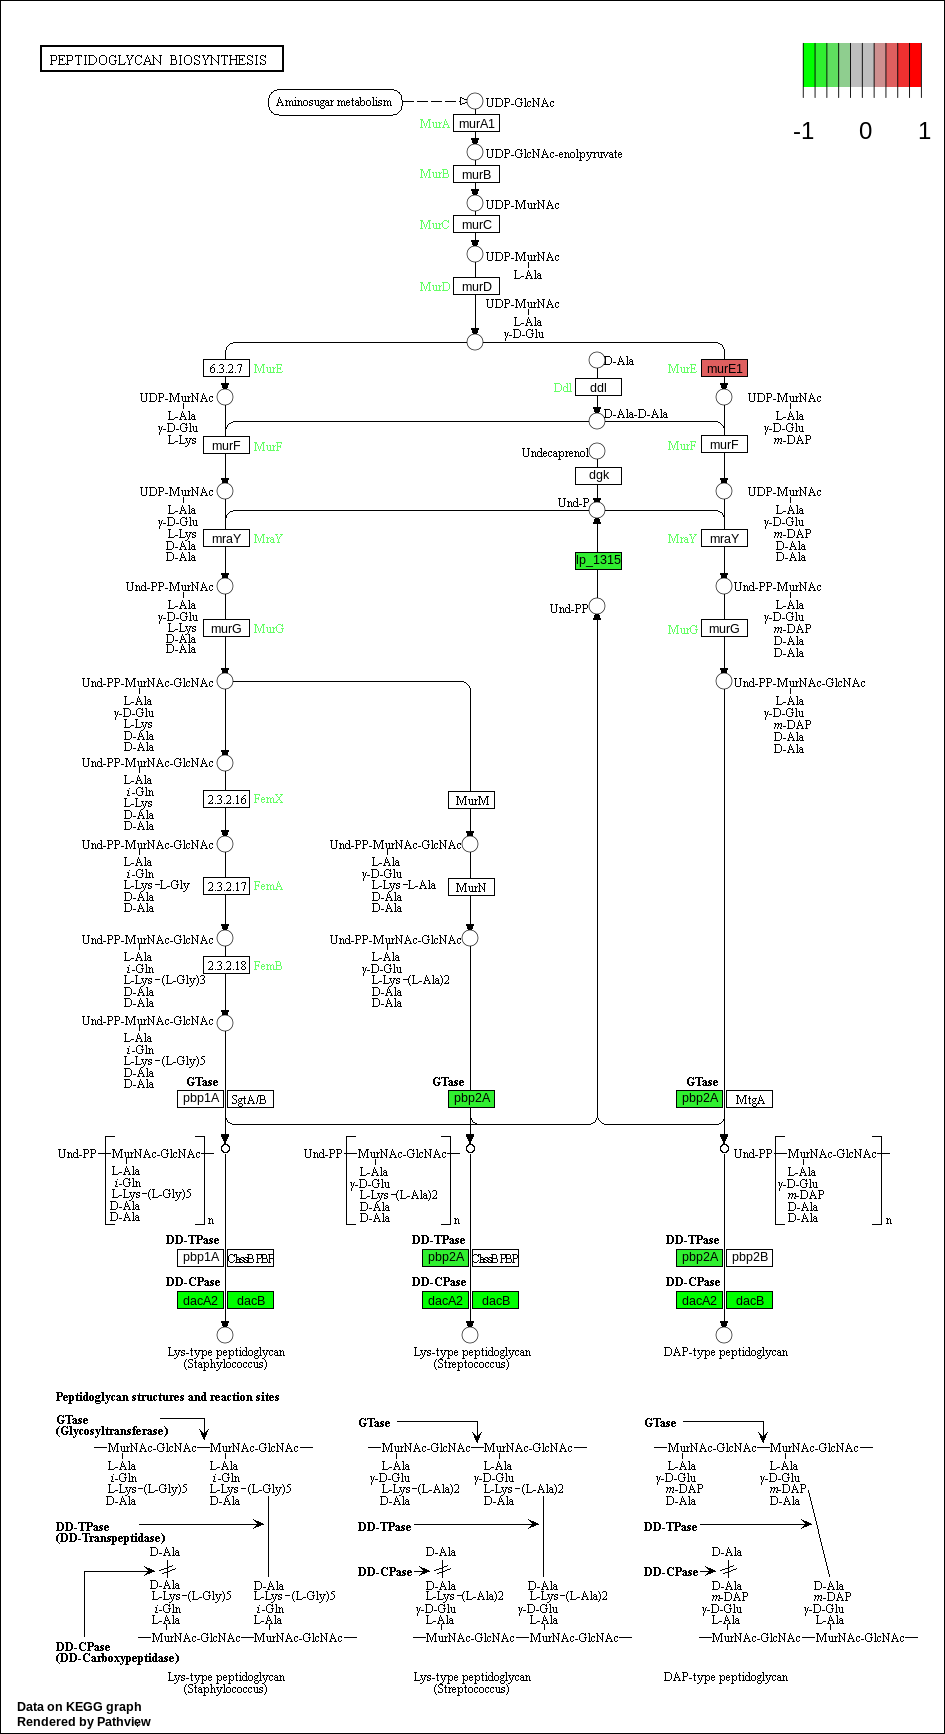 PEPTIDOGLYCAN BIOSYNTHESIS
-1 0 1
Aminosugar metabolism
UDP-GlcNAc
MurA murA1
UDP-GlcNAc-enolpyruvate
MurB murB
UDP-MurNAc
MurC murC
UDP-MurNAc
L-Ala
MurD murD
UDP-MurNAc
L-Ala
γ-D-Glu
6.3.2.7 MurE
D-Ala
Ddl ddl
MurE murE1
UDP-MurNAc
L-Ala
γ-D-Glu
L-Lys
D-Ala-D-Ala
UDP-MurNAc
L-Ala
γ-D-Glu
m-DAP
murF MurF
Undecaprenol
dgk
MurF murF
UDP-MurNAc
L-Ala
γ-D-Glu
L-Lys
D-Ala
D-Ala
Und-P
UDP-MurNAc
L-Ala
γ-D-Glu
m-DAP
D-Ala
D-Ala
mraY MraY
lp_1315
MraY mraY
Und-PP-MurNAc
L-Ala
γ-D-Glu
L-Lys
D-Ala
D-Ala
Und-PP
Und-PP-MurNAc
L-Ala
γ-D-Glu
m-DAP
D-Ala
D-Ala
murG MurG
MurG murG
Und-PP-MurNAc-GlcNAc
L-Ala
γ-D-Glu
L-Lys
D-Ala
D-Ala
Und-PP-MurNAc-GlcNAc
L-Ala
γ-D-Glu
m-DAP
D-Ala
D-Ala
Und-PP-MurNAc-GlcNAc
L-Ala
i-Gln
L-Lys
D-Ala
D-Ala
2.3.2.16 FemX
MurM
Und-PP-MurNAc-GlcNAc
L-Ala
i-Gln
L-Lys-L-Gly
D-Ala
D-Ala
2.3.2.17 FemA
Und-PP-MurNAc-GlcNAc
L-Ala
γ-D-Glu
L-Lys-L-Ala
D-Ala
D-Ala
MurN
Und-PP-MurNAc-GlcNAc
L-Ala
i-Gln
L-Lys-(L-Gly)3
D-Ala
D-Ala
2.3.2.18 FemB
Und-PP-MurNAc-GlcNAc
L-Ala
γ-D-Glu
L-Lys-(L-Ala)2
D-Ala
D-Ala
Und-PP-MurNAc-GlcNAc
L-Ala
i-Gln
L-Lys-(L-Gly)5
D-Ala
D-Ala
GTase GTase GTase
pbp1A SgtA/B pbp2A pbp2A MtgA
Und-PP MurNAc-GlcNAc
L-Ala
i-Gln
L-Lys-(L-Gly)5
D-Ala
D-Ala
n
Und-PP MurNAc-GlcNAc
L-Ala
γ-D-Glu
L-Lys-(L-Ala)2
D-Ala
D-Ala
n
Und-PP MurNAc-GlcNAc
L-Ala
γ-D-Glu
m-DAP
D-Ala
D-Ala
n
DD-TPase DD-TPase DD-TPase
pbp1A ClassB PBP pbp2A ClassB PBP pbp2A pbp2B
DD-CPase DD-CPase DD-CPase
dacA2 dacB dacA2 dacB dacA2 dacB
Lys-type peptidoglycan
(Staphylococcus)
Lys-type peptidoglycan
(Streptococcus)
DAP-type peptidoglycan
Peptidoglycan structures and reaction sites
GTase
(Glycosyltransferase)
MurNAc-GlcNAc MurNAc-GlcNAc
L-Ala L-Ala
i-Gln i-Gln
L-Lys-(L-Gly)5 L-Lys-(L-Gly)5
D-Ala D-Ala
DD-TPase
(DD-Transpeptidase)
D-Ala
D-Ala D-Ala
L-Lys-(L-Gly)5 L-Lys-(L-Gly)5
i-Gln i-Gln
L-Ala L-Ala
MurNAc-GlcNAc MurNAc-GlcNAc
DD-CPase
(DD-Carboxypeptidase)
Lys-type peptidoglycan
(Staphylococcus)
GTase
MurNAc-GlcNAc MurNAc-GlcNAc
L-Ala L-Ala
γ-D-Glu γ-D-Glu
L-Lys-(L-Ala)2 L-Lys-(L-Ala)2
D-Ala D-Ala
DD-TPase
D-Ala
DD-CPase
D-Ala D-Ala
L-Lys-(L-Ala)2 L-Lys-(L-Ala)2
γ-D-Glu γ-D-Glu
L-Ala L-Ala
MurNAc-GlcNAc MurNAc-GlcNAc
Lys-type peptidoglycan
(Streptococcus)
GTase
MurNAc-GlcNAc MurNAc-GlcNAc
L-Ala L-Ala
γ-D-Glu γ-D-Glu
m-DAP m-DAP
D-Ala D-Ala
DD-TPase
D-Ala
DD-CPase
D-Ala D-Ala
m-DAP m-DAP
γ-D-Glu γ-D-Glu
L-Ala L-Ala
MurNAc-GlcNAc MurNAc-GlcNAc
DAP-type peptidoglycan
Data on KEGG graph
Rendered by Pathview